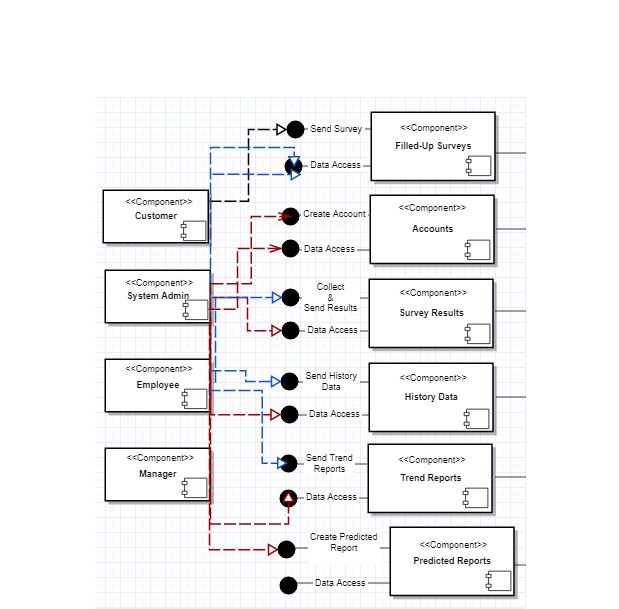 <<Component>>
Customer
<<Component>>
System Admin
<<Component>>
Employee
<<Component>>
Manager
Send Survey
Data Access
<<Component>>
Filled-Up Surveys
Create Account
Data Access
<<Component>>
Accounts
Collect
&
Send Results
Data Access
<<Component>>
Survey Results
Send History
Data
Data Access
<<Component>>
History Data
Send Trend
Reports
Data Access
<<Component>>
Trend Reports
Create Predicted
Report
Data Access
<<Component>>
Predicted Reports